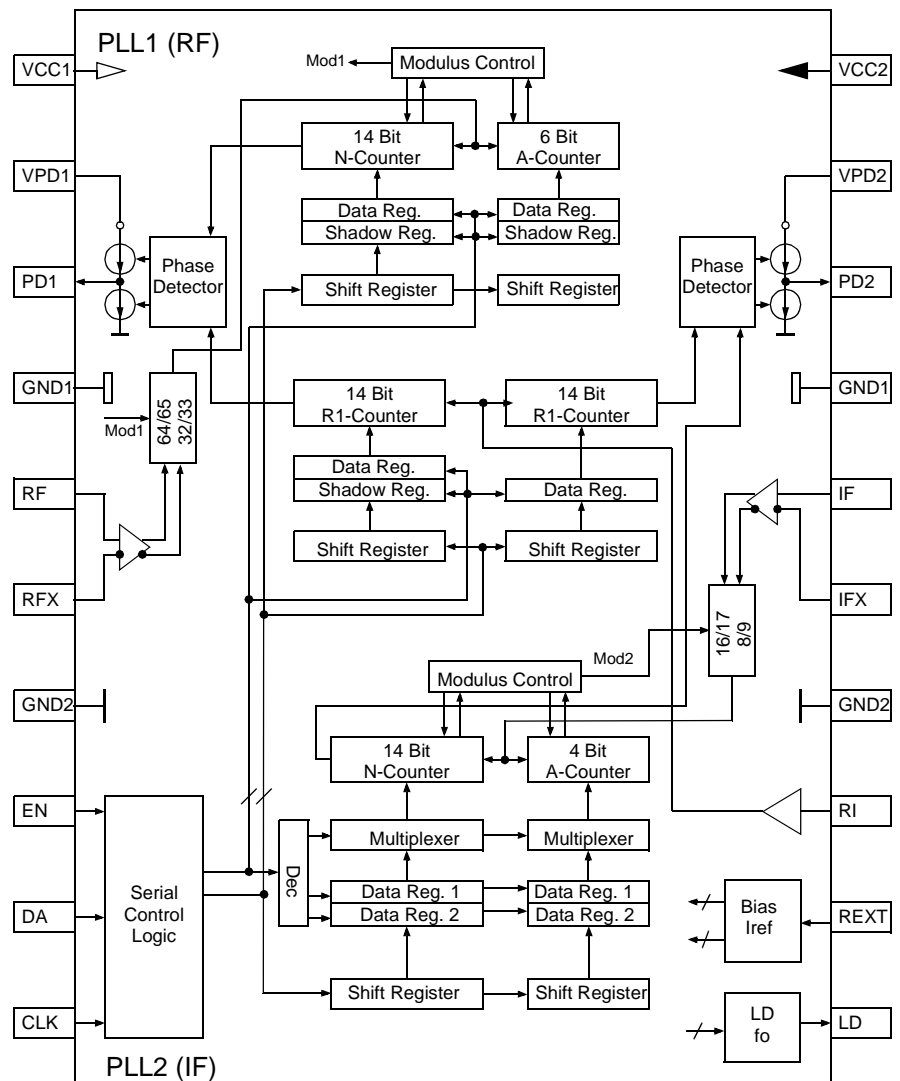 PLL1 (RF)
VCC1
VCC2
Mod1
Modulus Control
14 Bit
N-Counter
6 Bit
A-Counter
VPD1
VPD2
Data Reg.
Shadow Reg.
Data Reg.
Shadow Reg.
Phase
Detector
Phase
Detector
PD1
PD2
Shift Register
Shift Register
GND1
GND1
64/65
32/33
Mod1
14 Bit
R1-Counter
14 Bit
R1-Counter
Data Reg.
Shadow Reg.
Data Reg.
RF
IF
Shift Register
Shift Register
RFX
IFX
16/17
8/9
Mod2
Modulus Control
GND2
GND2
14 Bit
N-Counter
4 Bit
A-Counter
EN
RI
Multiplexer
Multiplexer
Dec
Data Reg. 1
Data Reg. 2
Data Reg. 1
Data Reg. 2
Serial
Control
Logic
DA
Bias
Iref
REXT
Shift Register
Shift Register
CLK
LD
fo
LD
PLL2 (IF)